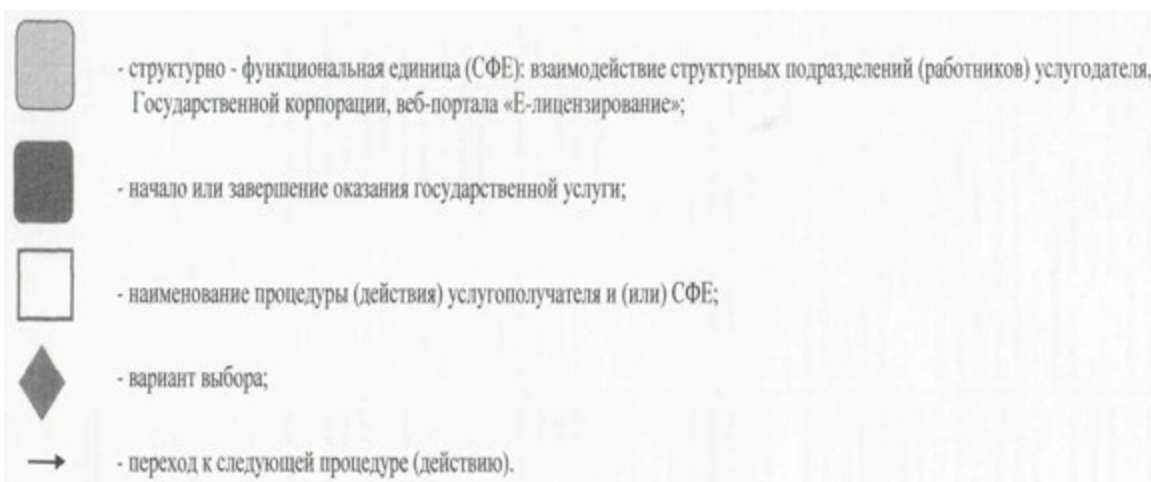 - структурно - функциональная единица (СФЕ): взаимодействие структурных подразделений (работников) услугодателя,
Государственной корпорации, веб-портала «Е-лицензирование»;
- начало или завершение оказания государственной услуги;
- наименование процедуры (действия) услугополучателя и (или) СФЕ;
- вариант выбора;
- переход к следующей процедуре (действию).